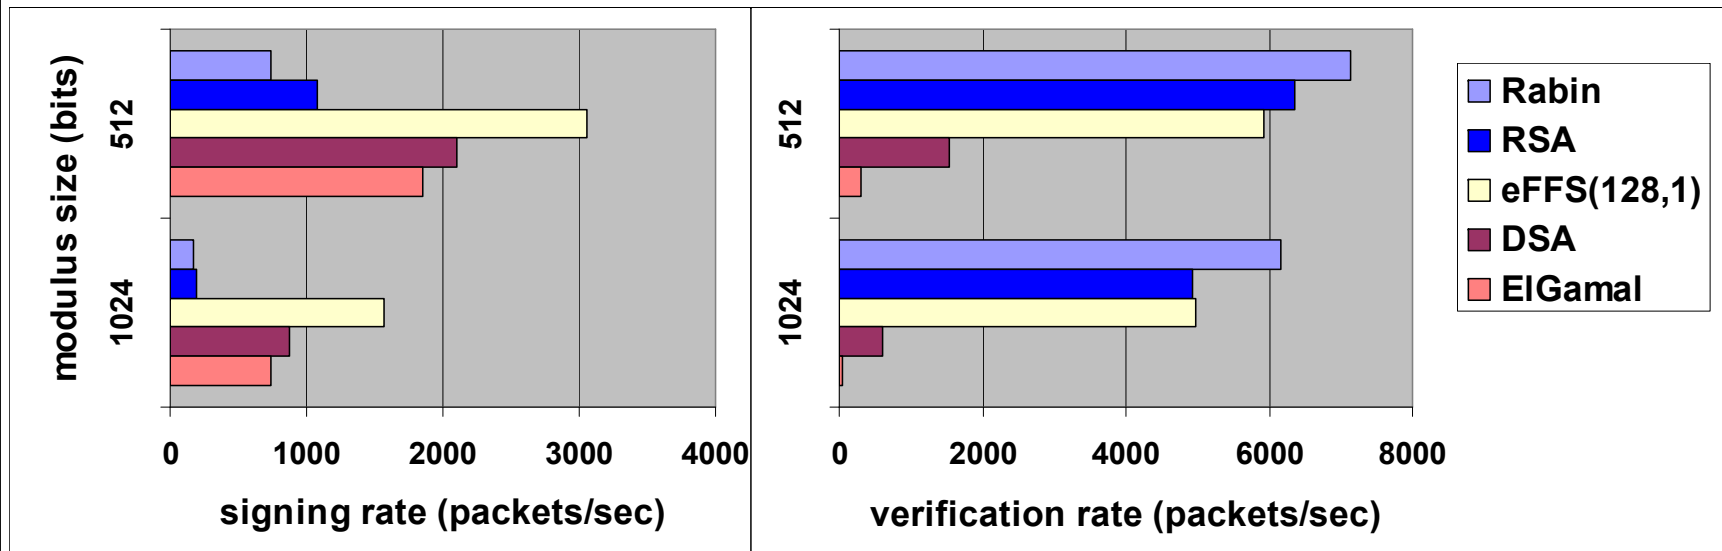 modulus size (bits)
512
1024
0 1000 2000 3000 4000
signing rate (packets/sec)
512
1024
0 2000 4000 6000 8000
verification rate (packets/sec)
Rabin
RSA
eFFS(128,1)
DSA
ElGamal